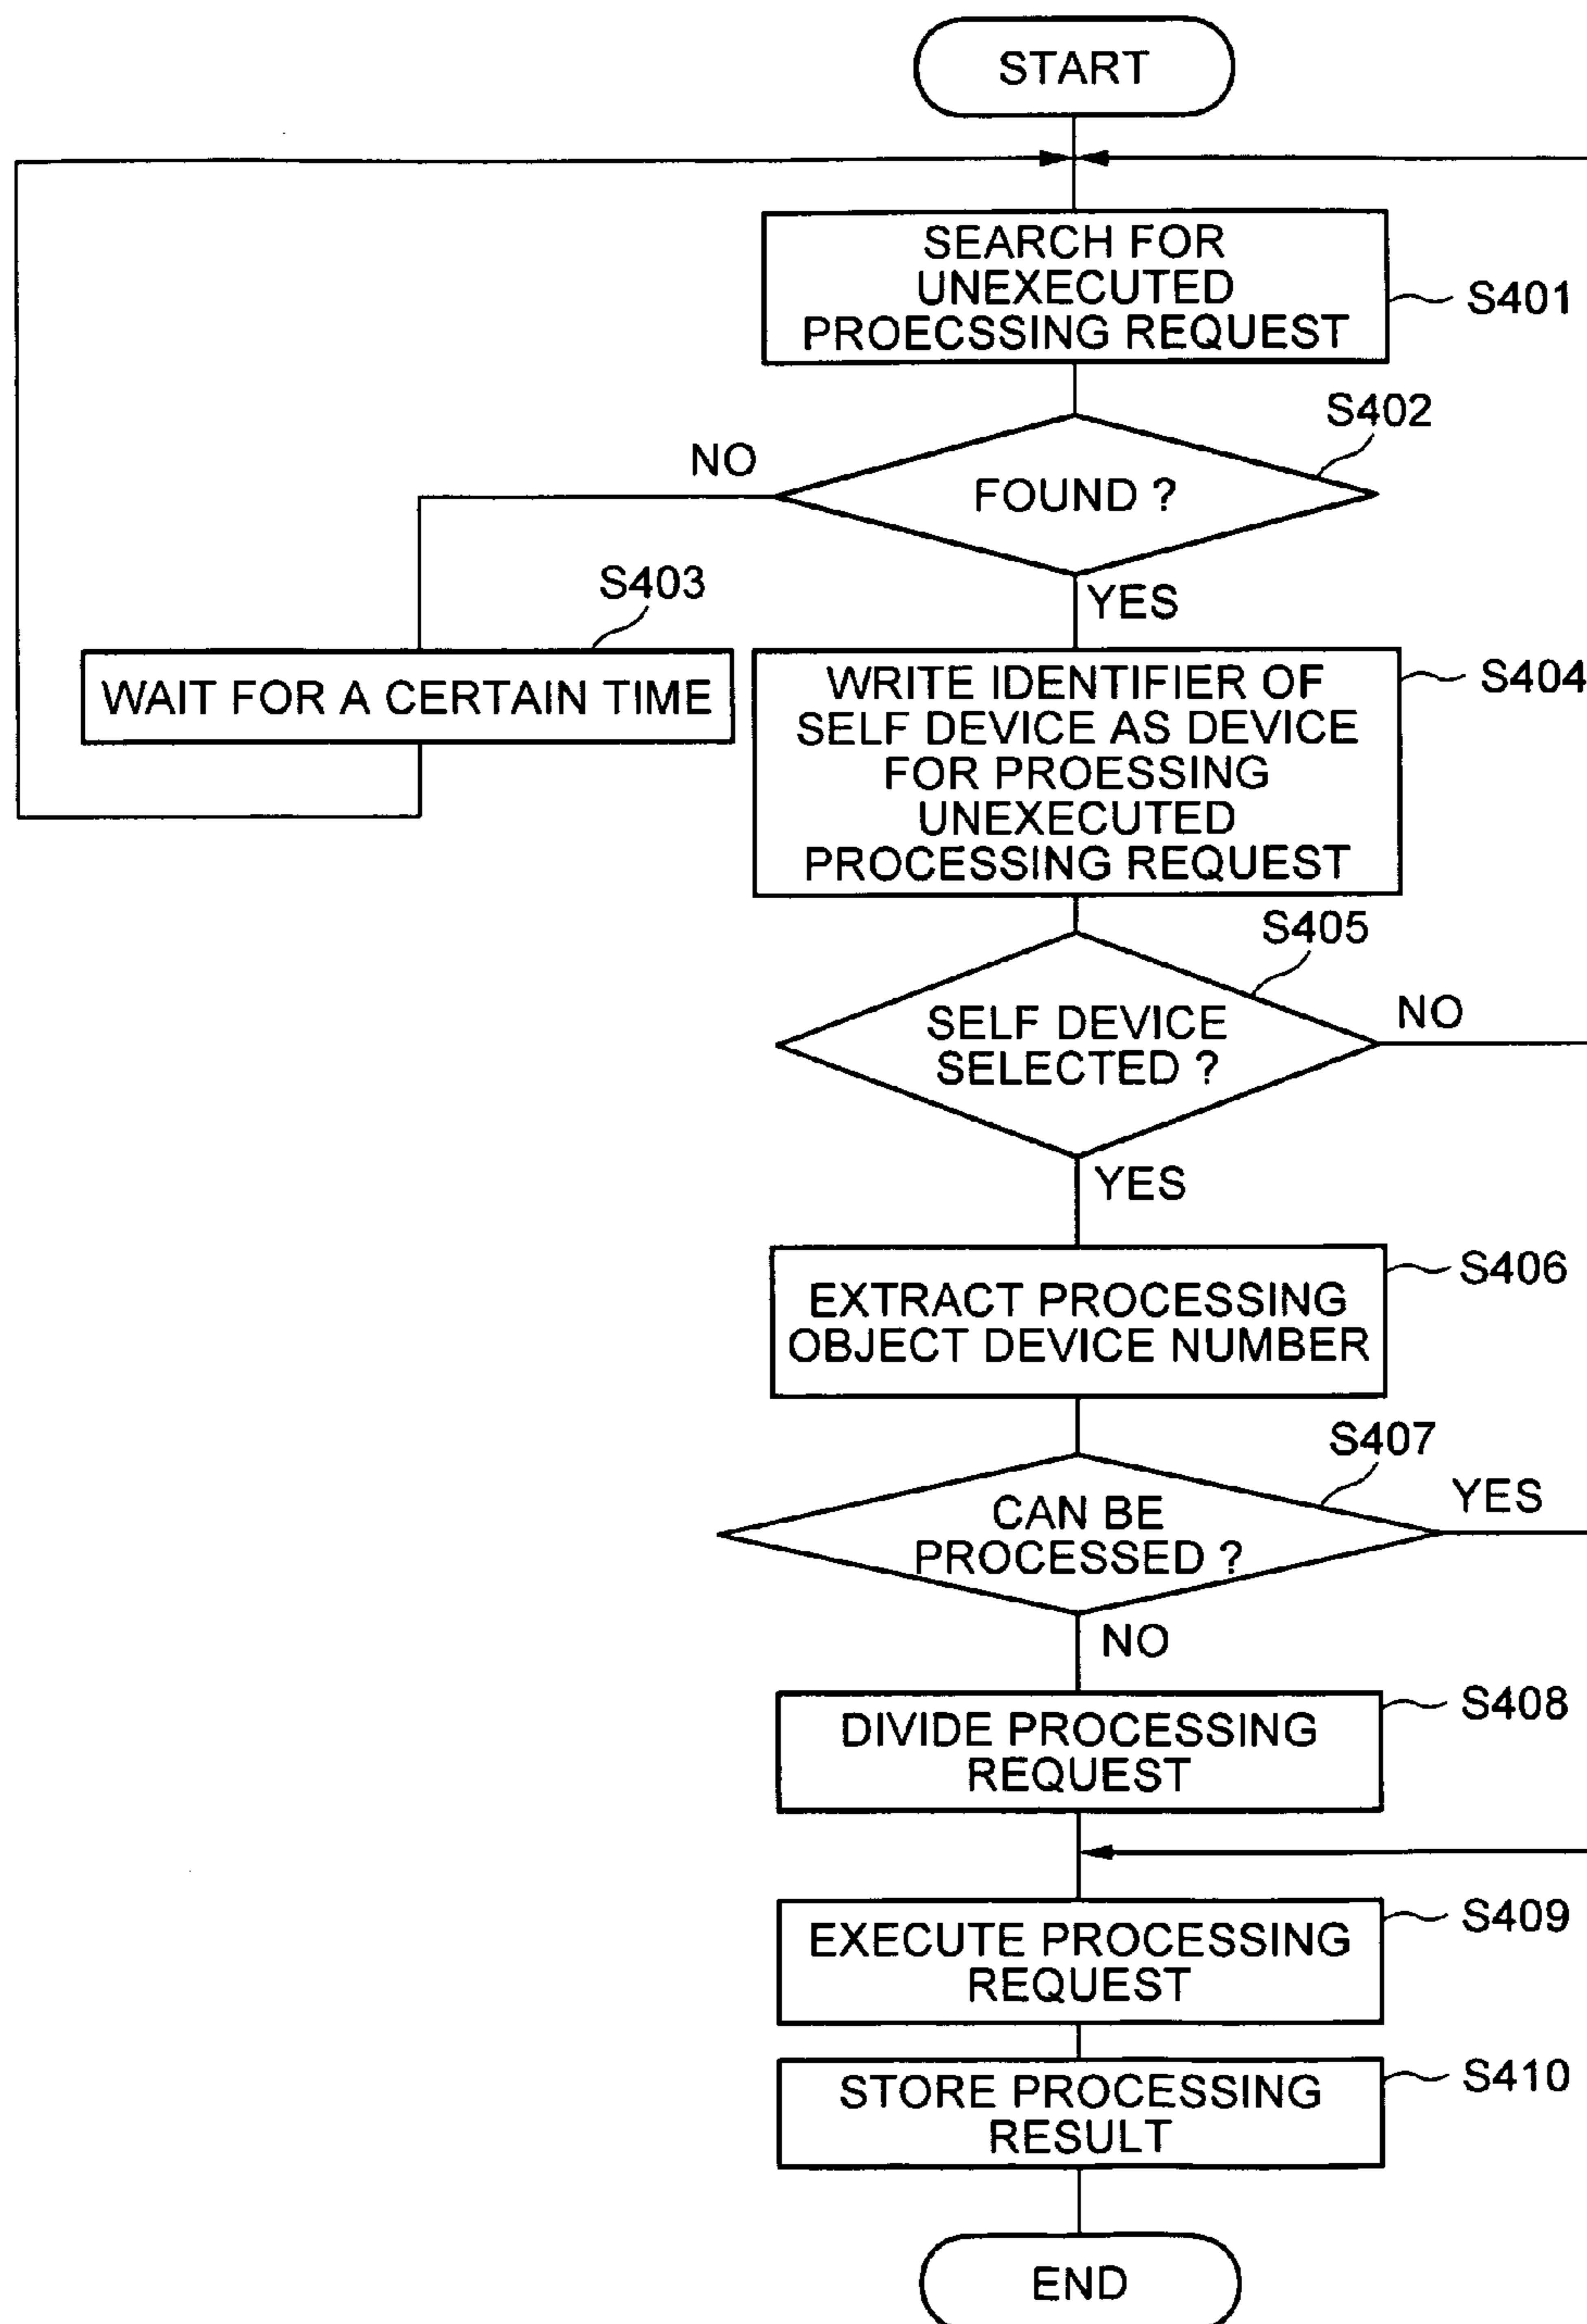 START
SEARCH FOR
UNEXECUTED
PROECSSING REQUEST
S401
S402
NO
FOUND ?
YES
S403
WAIT FOR A CERTAIN TIME
WRITE IDENTIFIER OF
SELF DEVICE AS DEVICE
FOR PROESSING
UNEXECUTED
PROCESSING REQUEST
S404
S405
SELF DEVICE
SELECTED ?
NO
YES
EXTRACT PROCESSING
OBJECT DEVICE NUMBER
S406
S407
CAN BE
PROCESSED ?
YES
NO
DIVIDE PROCESSING
REQUEST
S408
EXECUTE PROCESSING
REQUEST
S409
STORE PROCESSING
RESULT
S410
END